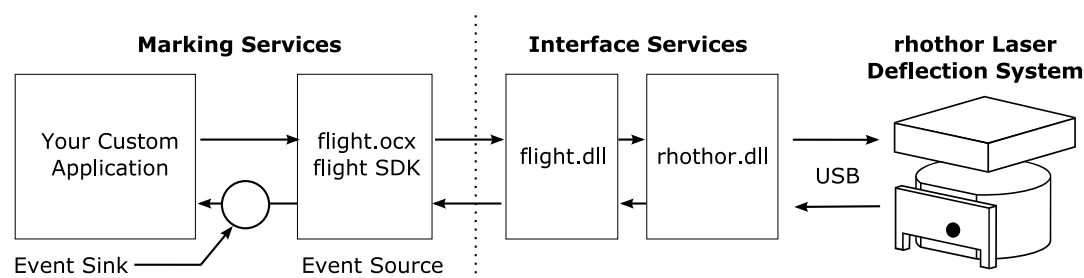 Marking Services
Interface Services
rhothor Laser
Deflection System
Your Custom
Application
flight.ocx
flight SDK
flight.dll
rhothor.dll
USB
Event Sink
Event Source